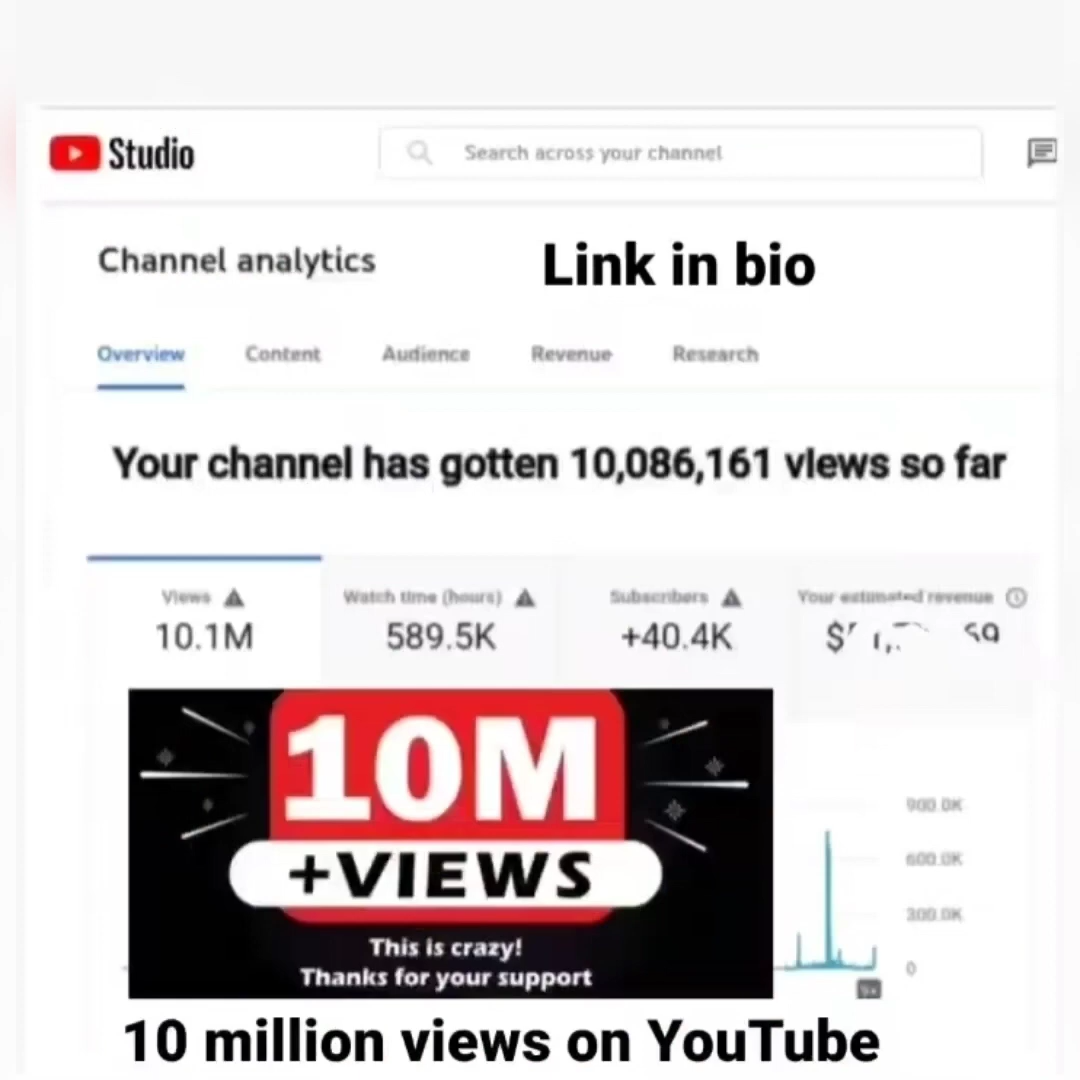 Studio
Search across your channel
Channel analytics
Link in bio
Overview Content Audience Revenue Research
Your channel has gotten 10,086,161 views so far
Views Watch time (hours) Subscribers Your estimated revenue
10.1M 589.5K +40.4K $
10M
+VIEWS
This is crazy!
Thanks for your support
900.0K
600.0K
300.0K
0
10 million views on YouTube